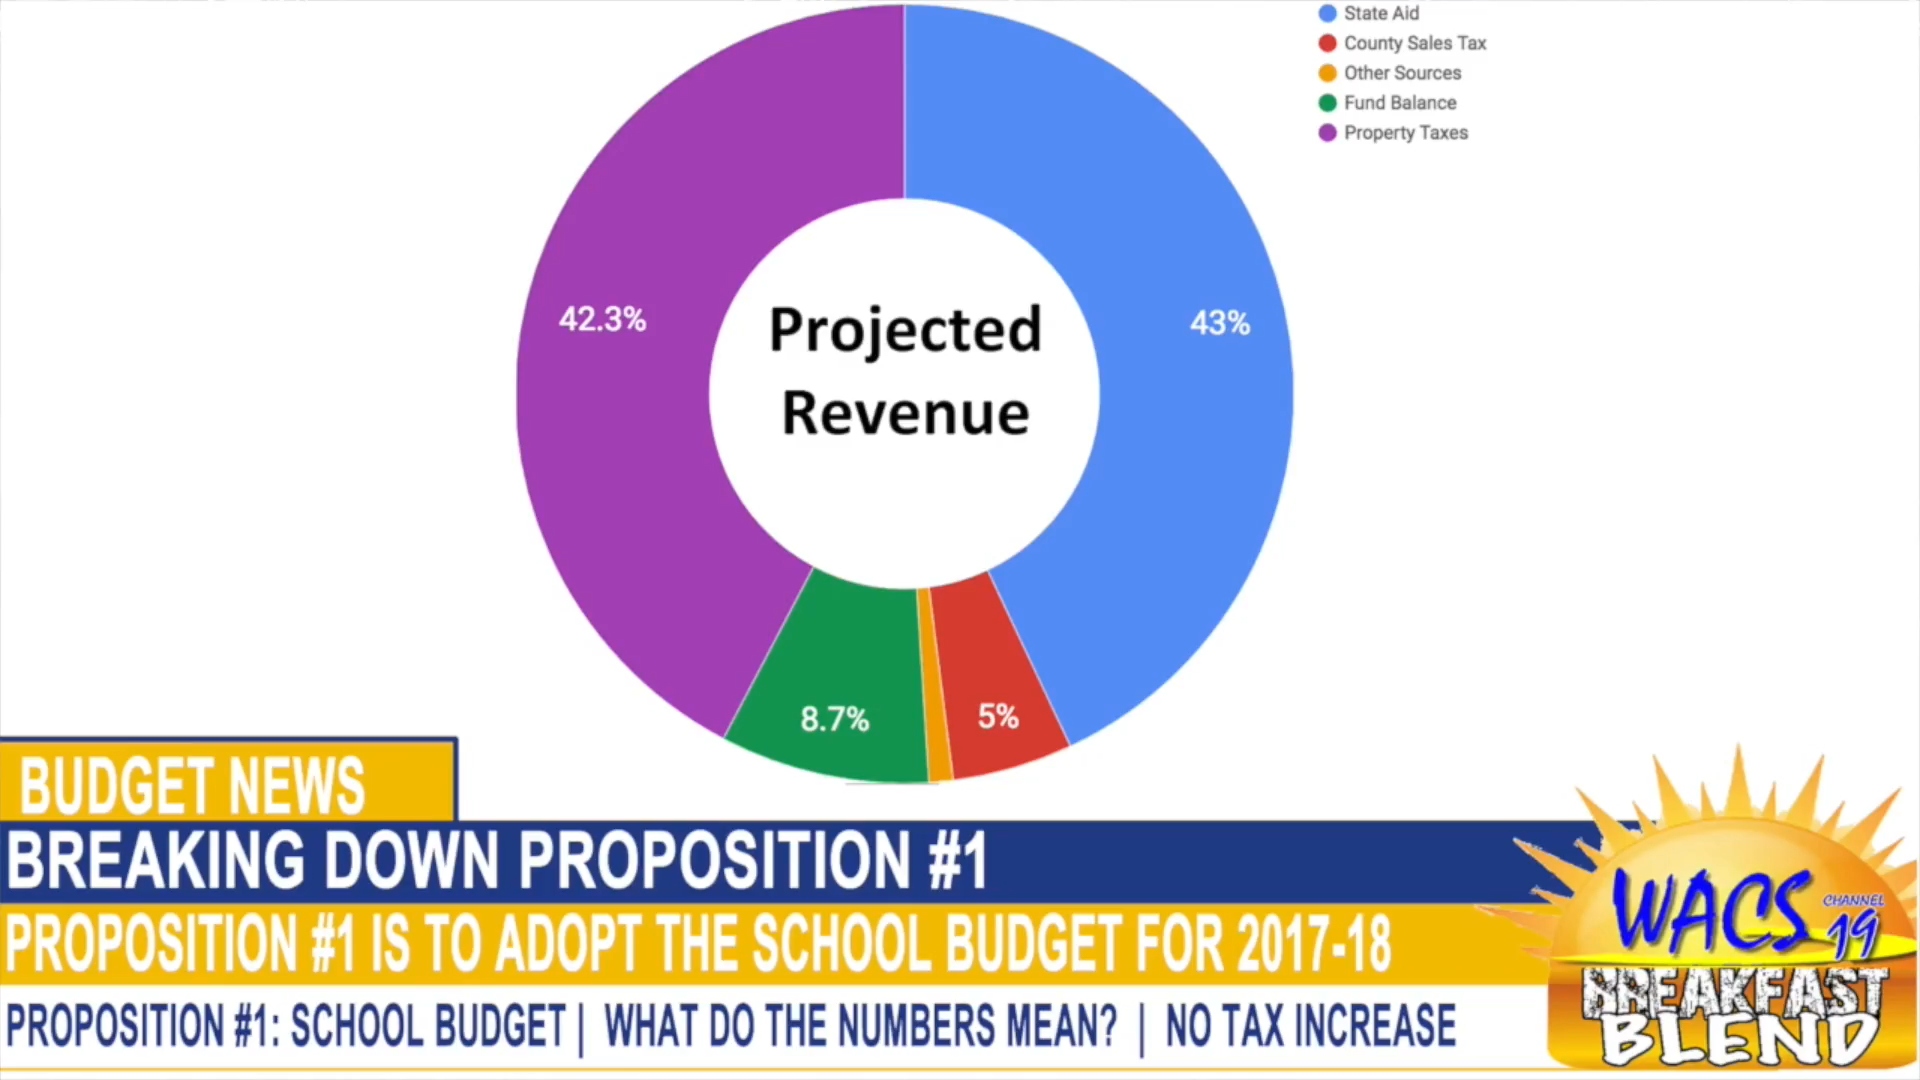 State Aid
County Sales Tax
Other Sources
Fund Balance
Property Taxes
42.3%
43%
Projected
Revenue
8.7%
5%
BUDGET NEWS
BREAKING DOWN PROPOSITION #1
PROPOSITION #1 IS TO ADOPT THE SCHOOL BUDGET FOR 2017-18
PROPOSITION #1: SCHOOL BUDGET | WHAT DO THE NUMBERS MEAN? | NO TAX INCREASE
WACS CHANNEL 19
BREAKFAST
BLEND